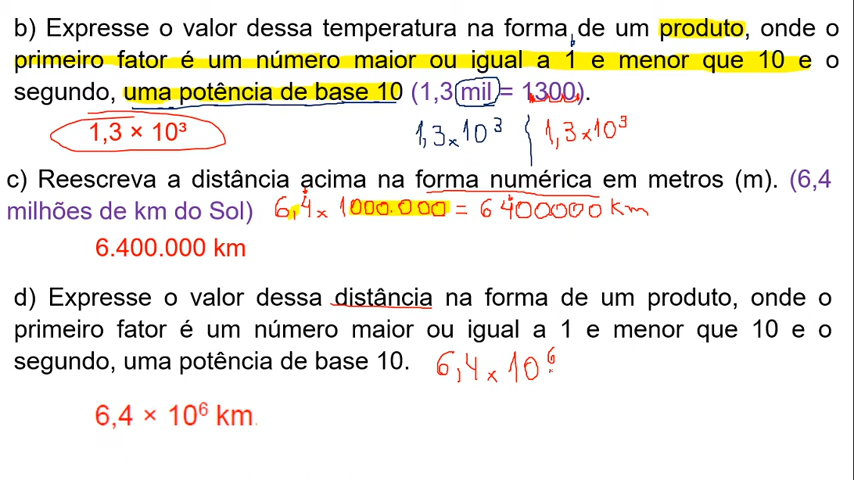 b) Expresse o valor dessa temperatura na forma de um produto, onde o
primeiro fator é um número maior ou igual a 1 e menor que 10 e o
segundo, uma potência de base 10 (1,3 mil = 1300).
1,3 × 10³ 1,3 × 10³ { 1,3 × 10³
c) Reescreva a distância acima na forma numérica em metros (m). (6,4
milhões de km do Sol) 6,4 × 1000.000 = 6400000 km
6.400.000 km
d) Expresse o valor dessa distância na forma de um produto, onde o
primeiro fator é um número maior ou igual a 1 e menor que 10 e o
segundo, uma potência de base 10. 6,4 × 10⁶
6,4 × 10⁶ km